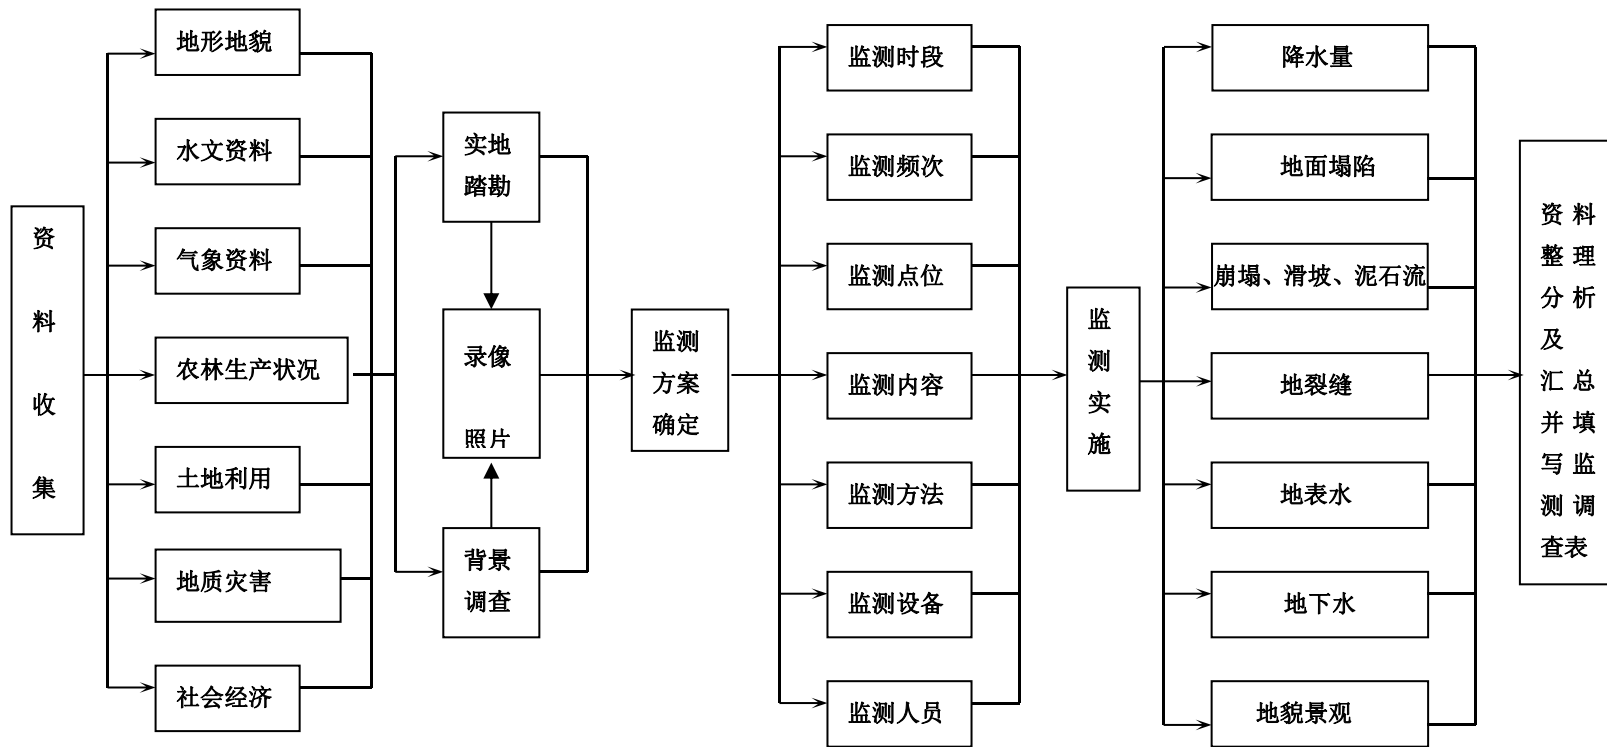 资
料
收
集
地形地貌
水文资料
气象资料
农林生产状况
土地利用
地质灾害
社会经济
实地
踏勘
录像
照片
背景
调查
监测
方案
确定
监测时段
监测频次
监测点位
监测内容
监测方法
监测设备
监测人员
监
测
实
施
降水量
地面塌陷
崩塌、滑坡、泥石流
地裂缝
地表水
地下水
地貌景观
资料
整理
分析
及
汇总
并填
写监
测调
查表